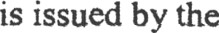 is issued by the